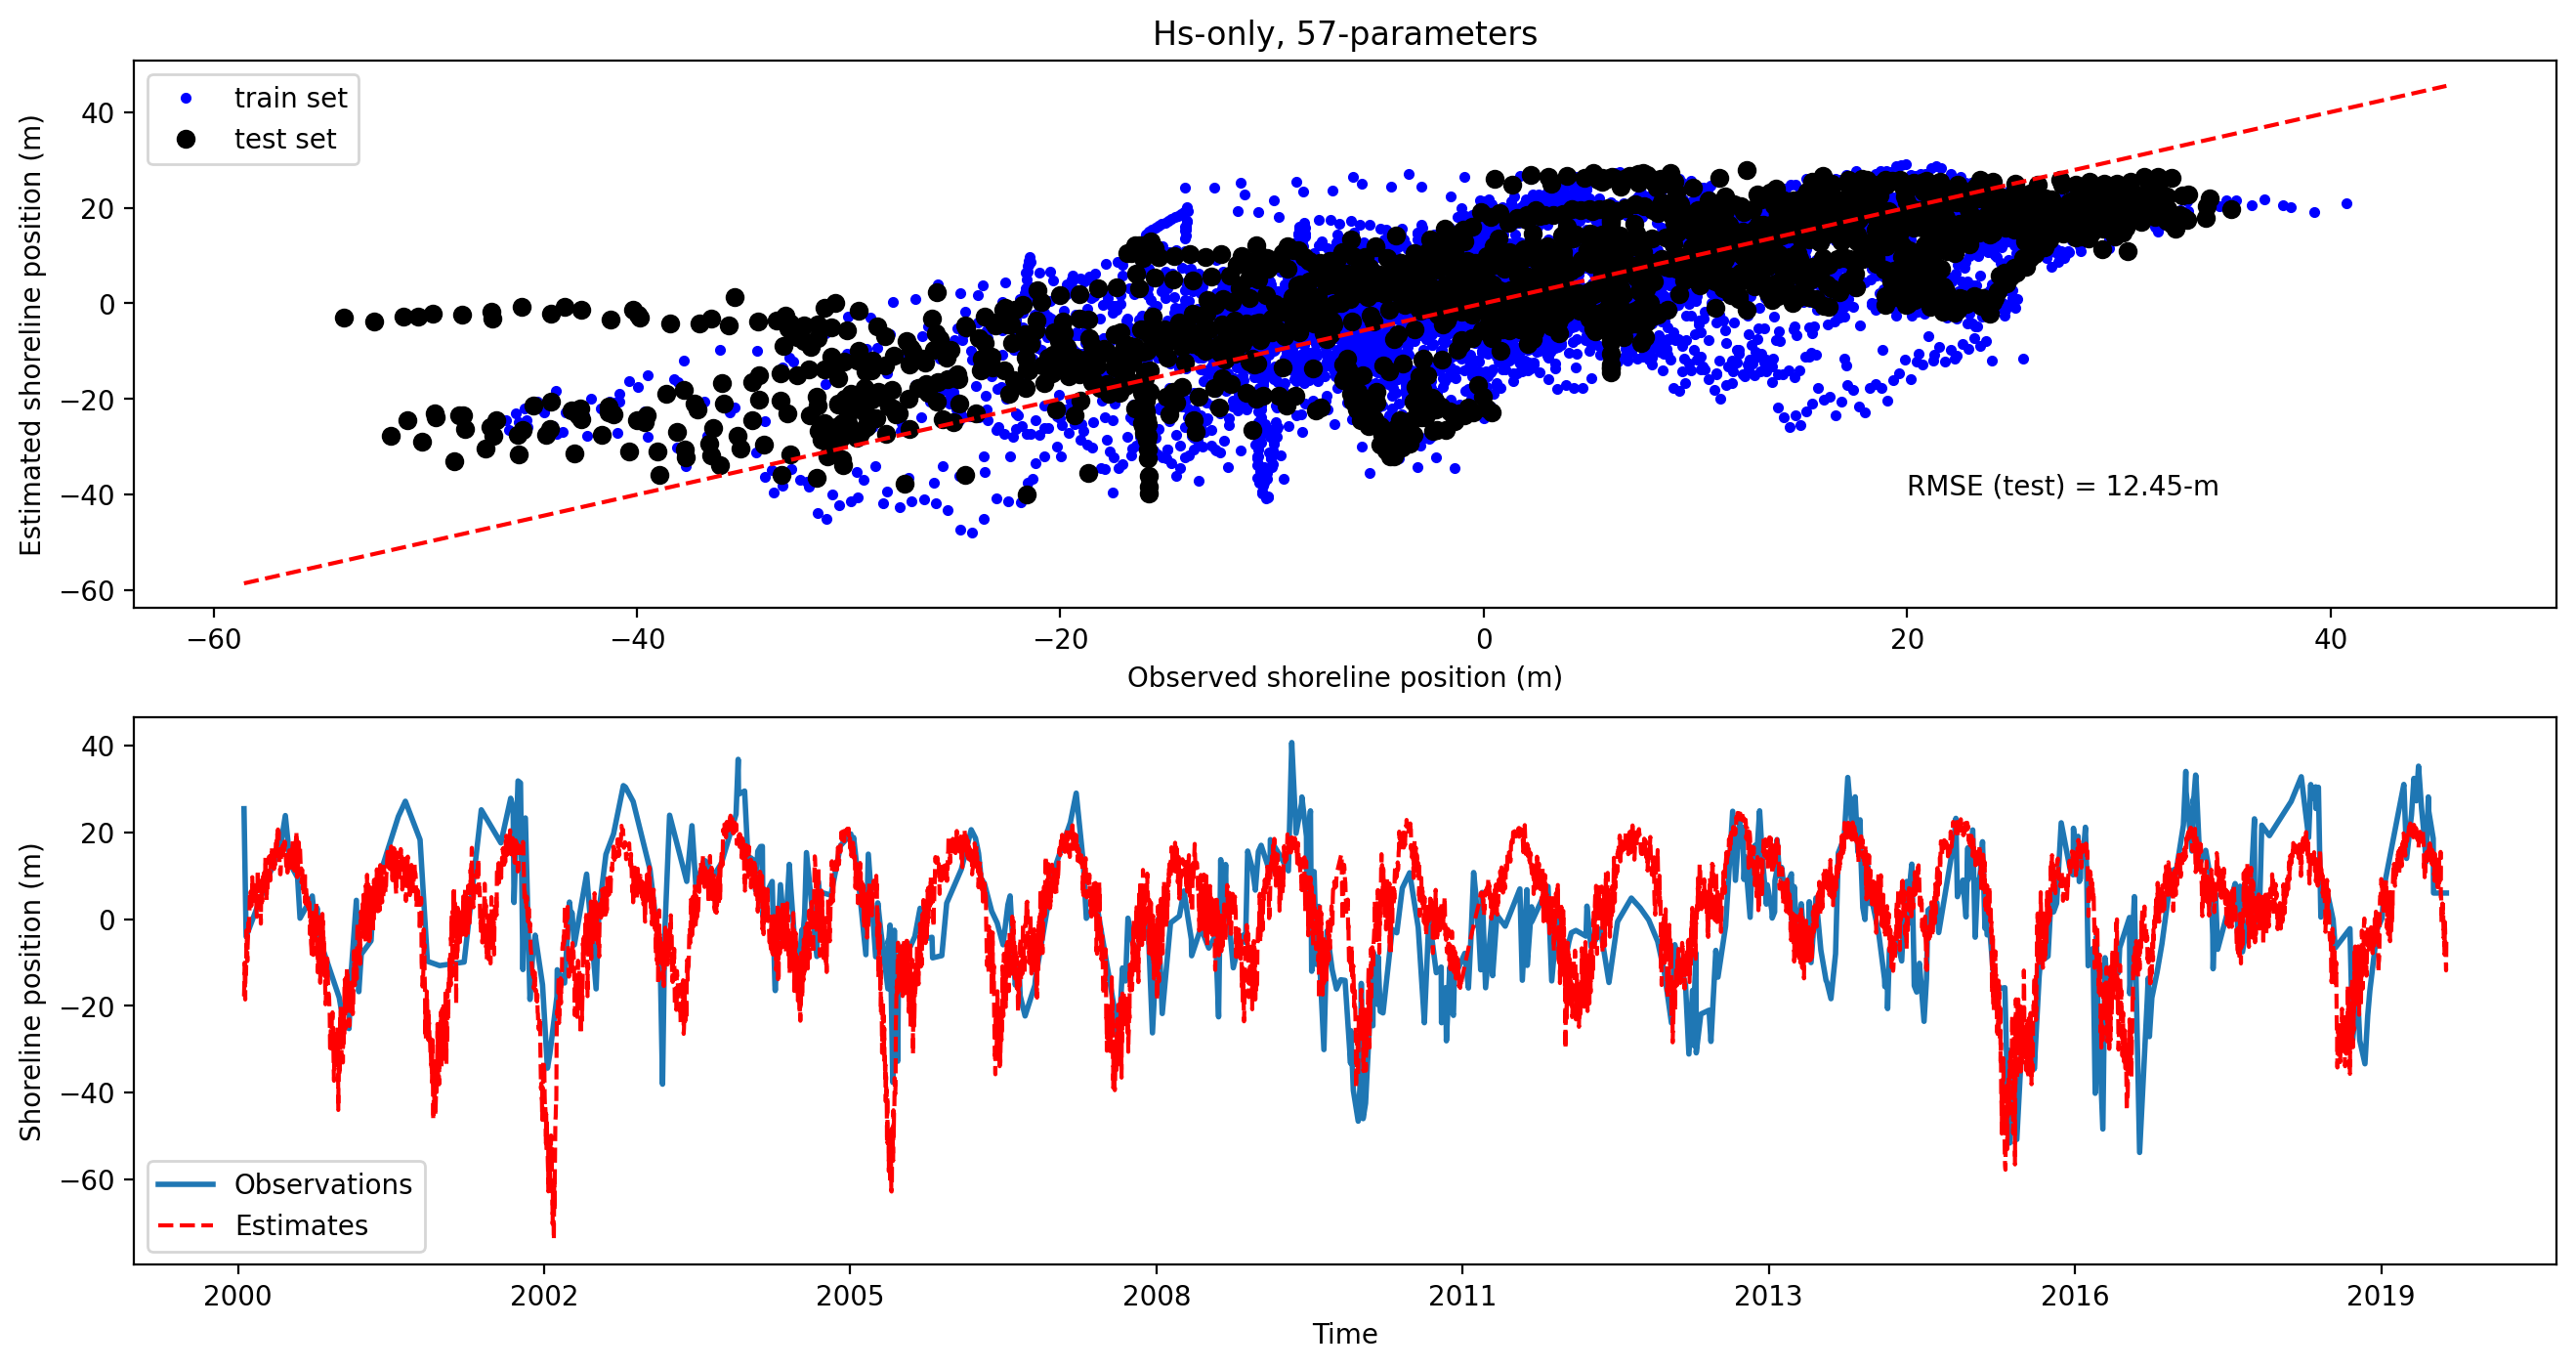 Hs-only, 57-parameters
train set
test set
Estimated shoreline position (m)
40
20
0
−20
−40
−60
RMSE (test) = 12.45-m
−60
−40
−20
0
20
40
Observed shoreline position (m)
Shoreline position (m)
40
20
0
−20
−40
−60
Observations
Estimates
2000
2002
2005
2008
2011
2013
2016
2019
Time